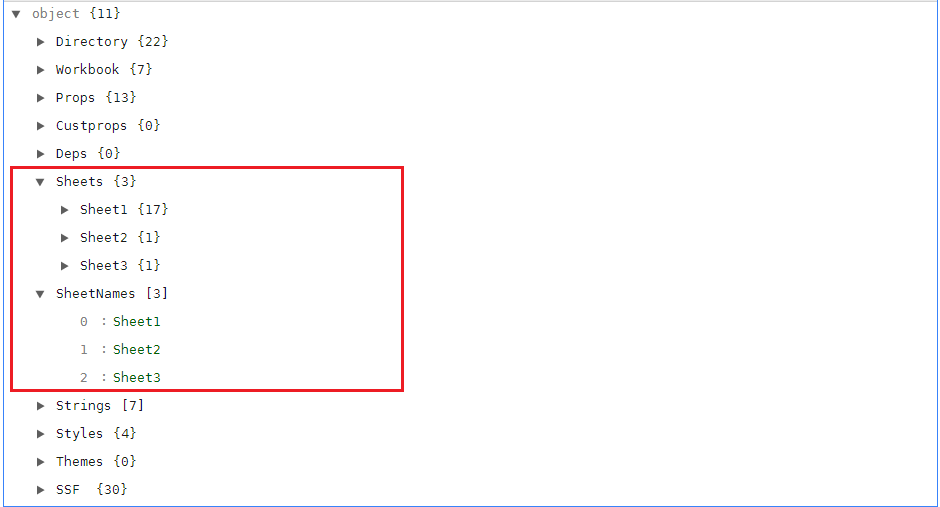 object {11}
Directory {22}
Workbook {7}
Props {13}
Custprops {0}
Deps {0}
Sheets {3}
Sheet1 {17}
Sheet2 {1}
Sheet3 {1}
SheetNames [3]
0 : Sheet1
1 : Sheet2
2 : Sheet3
Strings [7]
Styles {4}
Themes {0}
SSF {30}